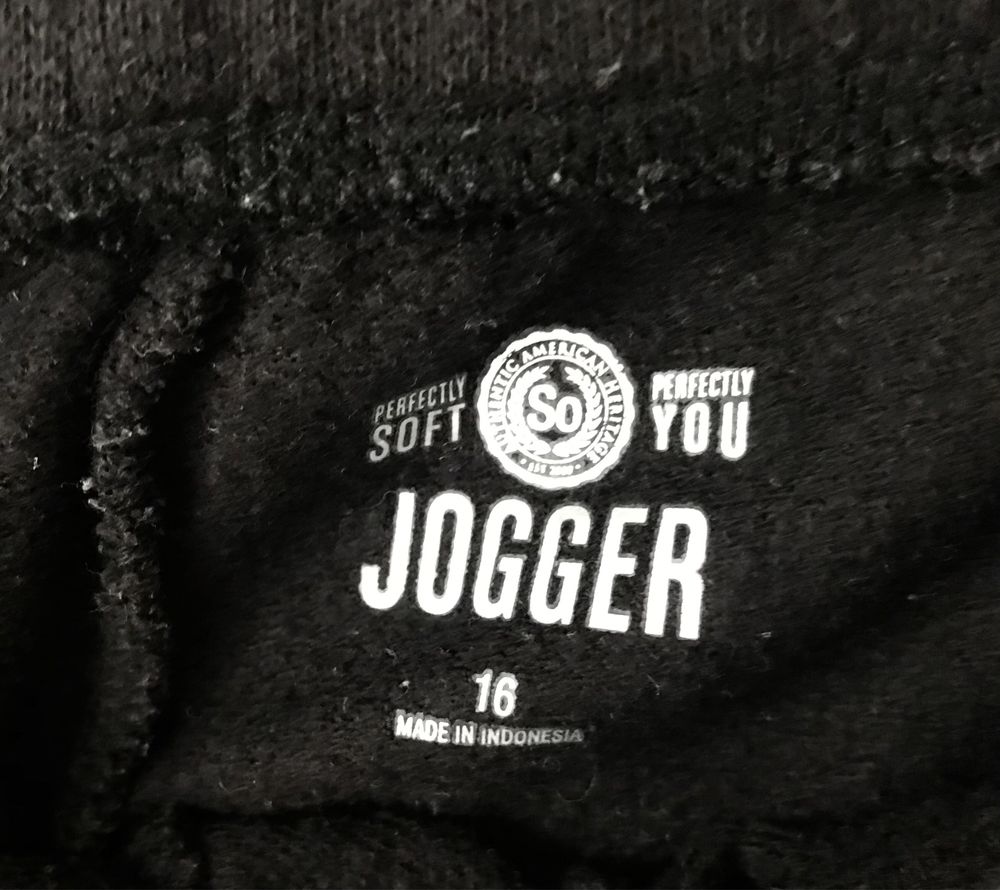 AUTHENTIC AMERICAN HERITAGE
So
PERFECTLY
SOFT
PERFECTLY
YOU
JOGGER
16
MADE IN INDONESIA